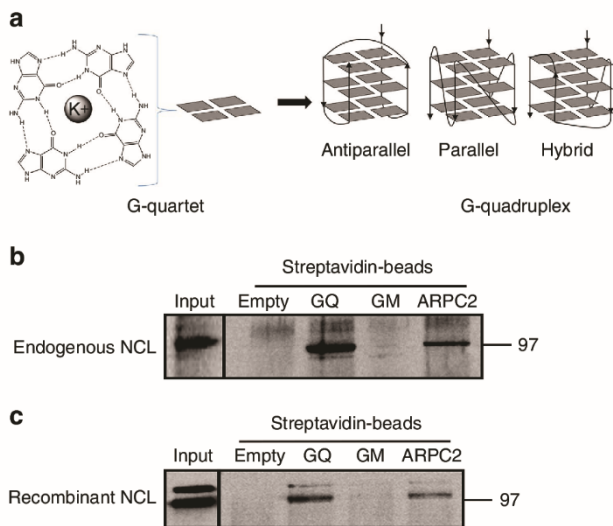 a
K+
G-quartet
Antiparallel Parallel Hybrid
G-quadruplex
b
Streptavidin-beads
Input Empty GQ GM ARPC2
Endogenous NCL
97
c
Streptavidin-beads
Input Empty GQ GM ARPC2
Recombinant NCL
97